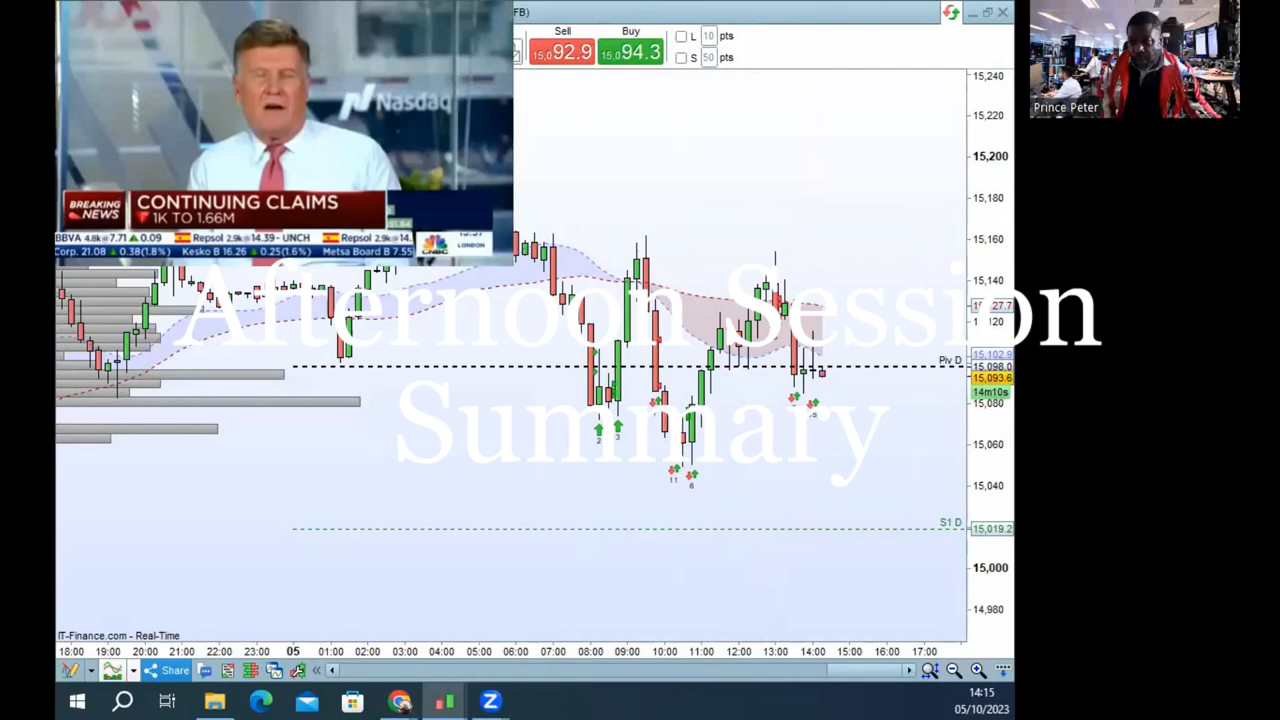 FB)
Sell
Buy
15,0 92.9
15,0 94.3
L 10 pts
S 50 pts
Nasdaq
Prince Peter
BREAKING NEWS
CONTINUING CLAIMS
1K TO 1.66M
BBVA 4.8k@7.71 0.09 Repsol 2.9k@14.39 - UNCH Repsol 2.9k@14.
Corp. 21.08 0.38(1.8%) Kesko B 16.26 0.25(1.6%) Metsa Board B 7.55
CNBC
LONDON
Afternoon Session
Summary
15,240
15,220
15,200
15,180
15,160
15,140
15,102.9
Piv D
15,098.0
15,093.6
14m10s
15,080
15,060
15,040
S1 D
15,019.2
15,000
14,980
2
3
11
6
IT-Finance.com - Real-Time
18:00 19:00 20:00 21:00 22:00 23:00 05 01:00 02:00 03:00 04:00 05:00 06:00 07:00 08:00 09:00 10:00 11:00 12:00 13:00 14:00 15:00 16:00 17:00
Share
14:15
05/10/2023